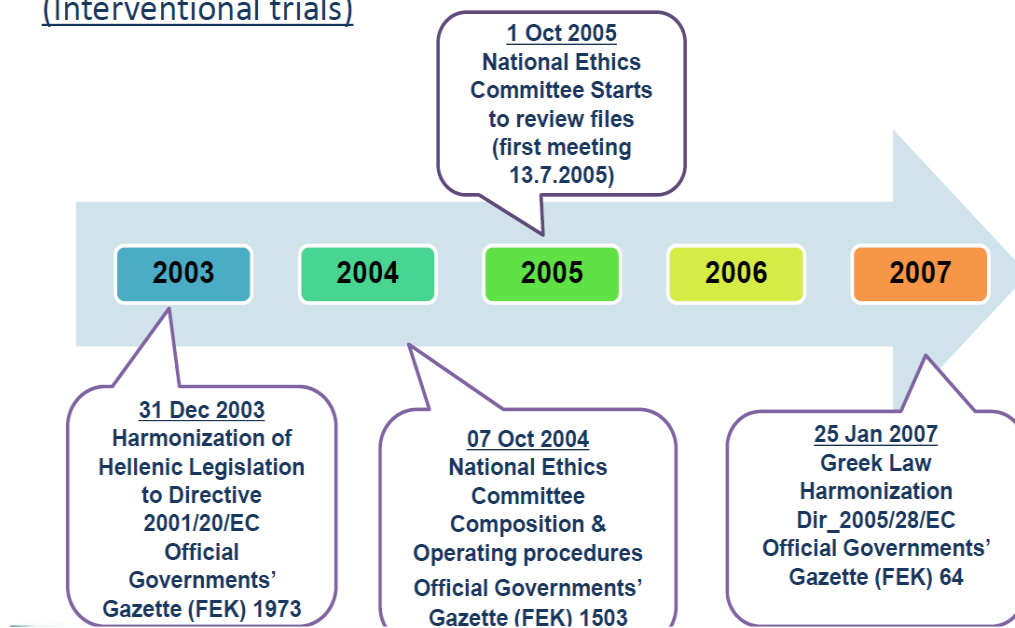 (Interventional trials)
1 Oct 2005
National Ethics
Committee Starts
to review files
(first meeting
13.7.2005)
2003
2004
2005
2006
2007
31 Dec 2003
Harmonization of
Hellenic Legislation
to Directive
2001/20/EC
Official
Governments’
Gazette (FEK) 1973
07 Oct 2004
National Ethics
Committee
Composition &
Operating procedures
Official Governments’
Gazette (FEK) 1503
25 Jan 2007
Greek Law
Harmonization
Dir_2005/28/EC
Official Governments’
Gazette (FEK) 64